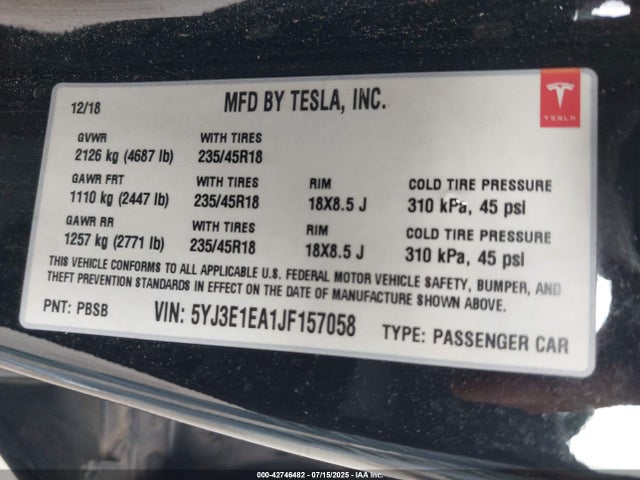 12/18 MFD BY TESLA, INC.
TESLA
GVWR WITH TIRES
2126 kg (4687 lb) 235/45R18
GAWR FRT WITH TIRES RIM COLD TIRE PRESSURE
1110 kg (2447 lb) 235/45R18 18X8.5 J 310 kPa, 45 psi
GAWR RR WITH TIRES RIM COLD TIRE PRESSURE
1257 kg (2771 lb) 235/45R18 18X8.5 J 310 kPa, 45 psi
THIS VEHICLE CONFORMS TO ALL APPLICABLE U.S. FEDERAL MOTOR VEHICLE SAFETY, BUMPER, AND
THEFT PREVENTION STANDARDS IN EFFECT ON THE DATE OF MANUFACTURE SHOWN ABOVE.
PNT: PBSB VIN: 5YJ3E1EA1JF157058 TYPE: PASSENGER CAR
000-42746482 07/15/2025 IAA Inc.